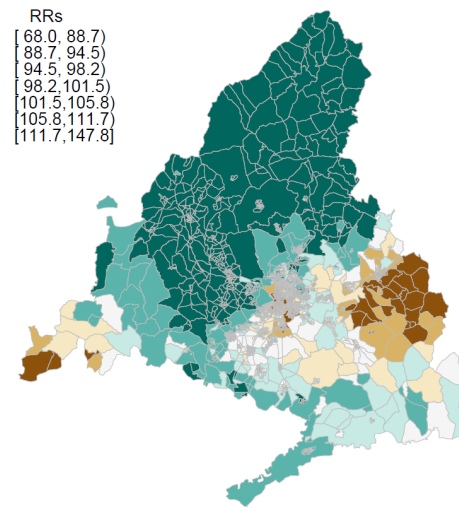 RRs
[ 68.0, 88.7)
[ 88.7, 94.5)
[ 94.5, 98.2)
[ 98.2,101.5)
[101.5,105.8)
[105.8,111.7)
[111.7,147.8]